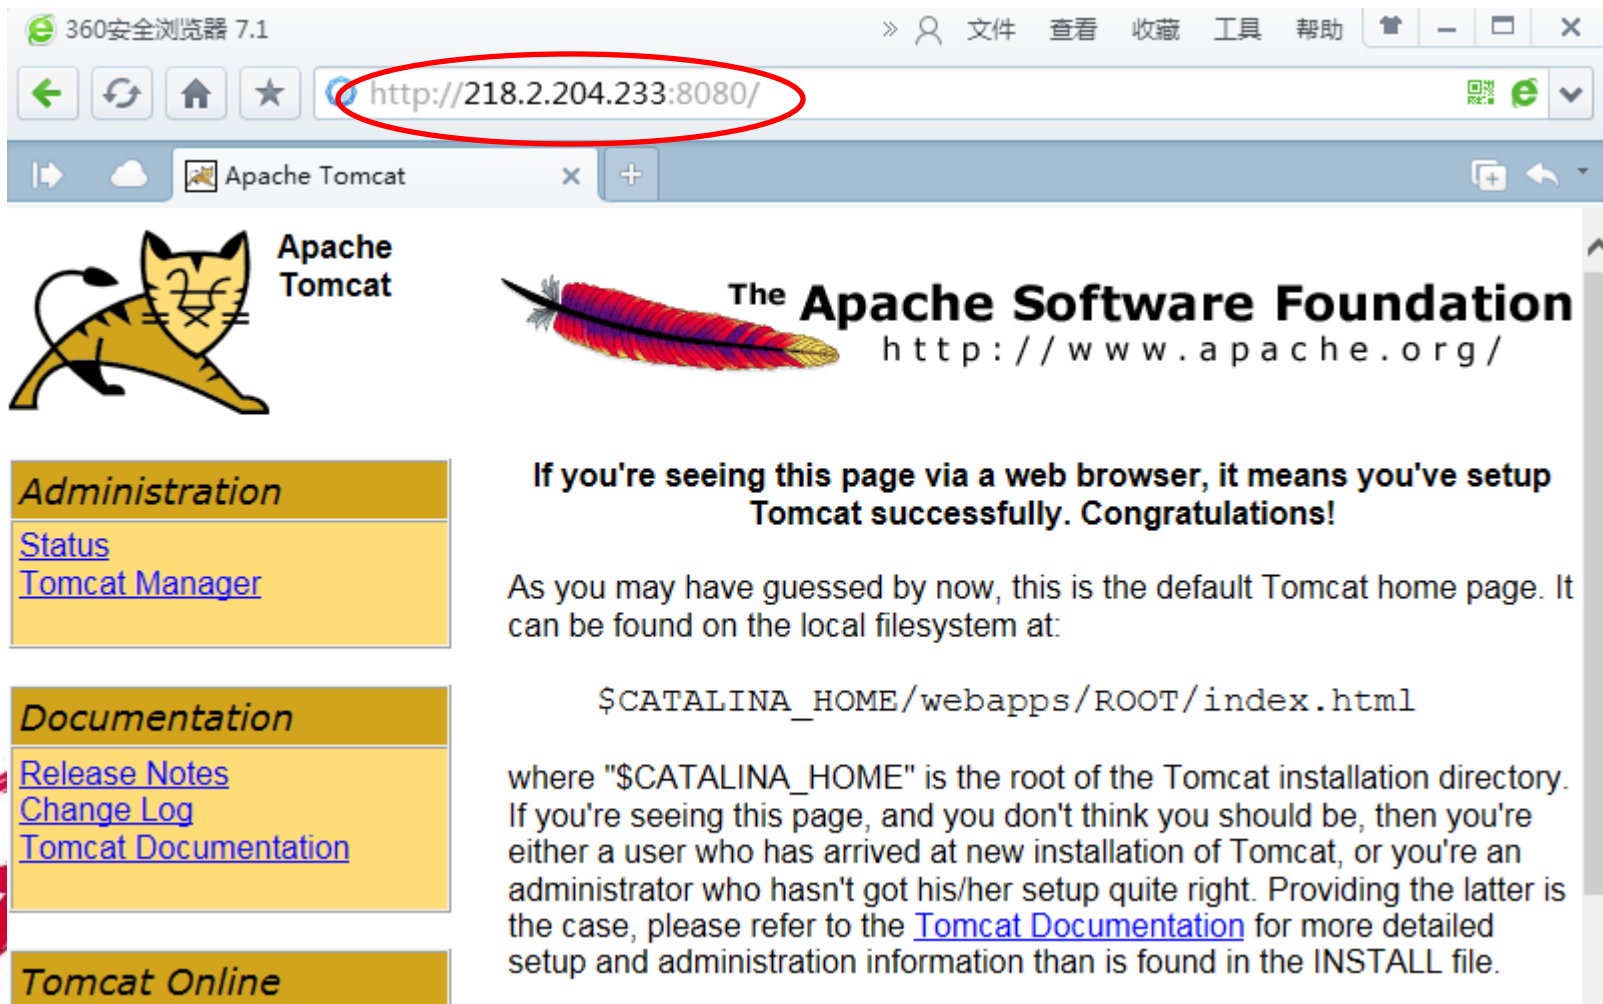 360安全浏览器 7.1
» 文件 查看 收藏 工具 帮助
http://218.2.204.233:8080/
Apache Tomcat
Apache
Tomcat
The Apache Software Foundation
http://www.apache.org/
Administration
Status
Tomcat Manager
Documentation
Release Notes
Change Log
Tomcat Documentation
Tomcat Online
If you're seeing this page via a web browser, it means you've setup
Tomcat successfully. Congratulations!
As you may have guessed by now, this is the default Tomcat home page. It
can be found on the local filesystem at:
$CATALINA_HOME/webapps/ROOT/index.html
where "$CATALINA_HOME" is the root of the Tomcat installation directory.
If you're seeing this page, and you don't think you should be, then you're
either a user who has arrived at new installation of Tomcat, or you're an
administrator who hasn't got his/her setup quite right. Providing the latter is
the case, please refer to the Tomcat Documentation for more detailed
setup and administration information than is found in the INSTALL file.